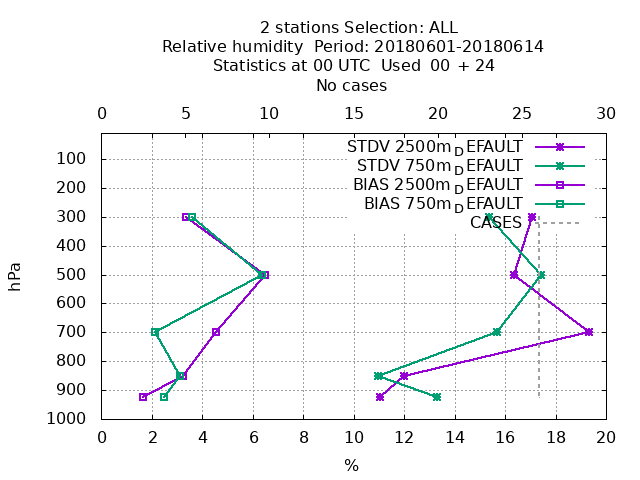 2 stations Selection: ALL
Relative humidity  Period: 20180601-20180614
Statistics at 00 UTC  Used  00 + 24
No cases
0 5 10 15 20 25 30
STDV 2500m_DEFAULT
STDV 750m_DEFAULT
BIAS 2500m_DEFAULT
BIAS 750m_DEFAULT
CASES
100
200
300
400
500
600
700
800
900
1000
hPa
0 2 4 6 8 10 12 14 16 18 20
%